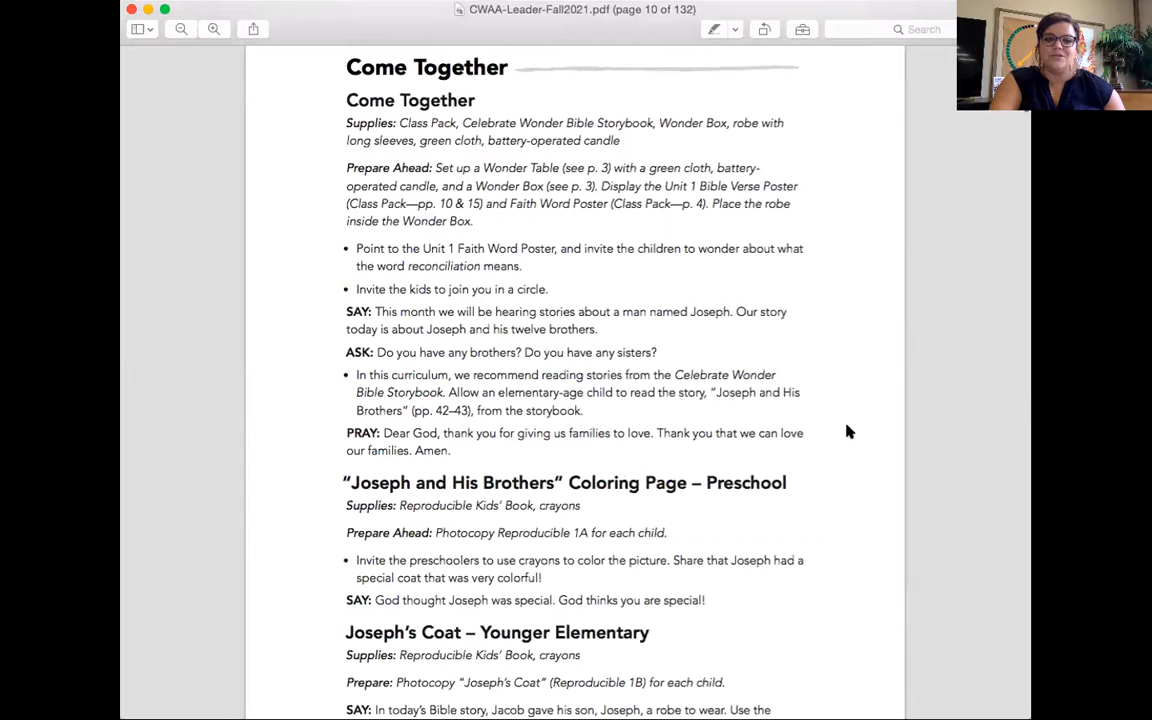 CWAA-Leader-Fall2021.pdf (page 10 of 132)
Search
Come Together
Come Together
Supplies: Class Pack, Celebrate Wonder Bible Storybook, Wonder Box, robe with
long sleeves, green cloth, battery-operated candle
Prepare Ahead: Set up a Wonder Table (see p. 3) with a green cloth, battery-
operated candle, and a Wonder Box (see p. 3). Display the Unit 1 Bible Verse Poster
(Class Pack—pp. 10 & 15) and Faith Word Poster (Class Pack—p. 4). Place the robe
inside the Wonder Box.
• Point to the Unit 1 Faith Word Poster, and invite the children to wonder about what
the word reconciliation means.
• Invite the kids to join you in a circle.
SAY: This month we will be hearing stories about a man named Joseph. Our story
today is about Joseph and his twelve brothers.
ASK: Do you have any brothers? Do you have any sisters?
• In this curriculum, we recommend reading stories from the Celebrate Wonder
Bible Storybook. Allow an elementary-age child to read the story, "Joseph and His
Brothers" (pp. 42–43), from the storybook.
PRAY: Dear God, thank you for giving us families to love. Thank you that we can love
our families. Amen.
"Joseph and His Brothers" Coloring Page – Preschool
Supplies: Reproducible Kids' Book, crayons
Prepare Ahead: Photocopy Reproducible 1A for each child.
• Invite the preschoolers to use crayons to color the picture. Share that Joseph had a
special coat that was very colorful!
SAY: God thought Joseph was special. God thinks you are special!
Joseph's Coat – Younger Elementary
Supplies: Reproducible Kids' Book, crayons
Prepare: Photocopy "Joseph's Coat" (Reproducible 1B) for each child.
SAY: In today's Bible story, Jacob gave his son, Joseph, a robe to wear. Use the